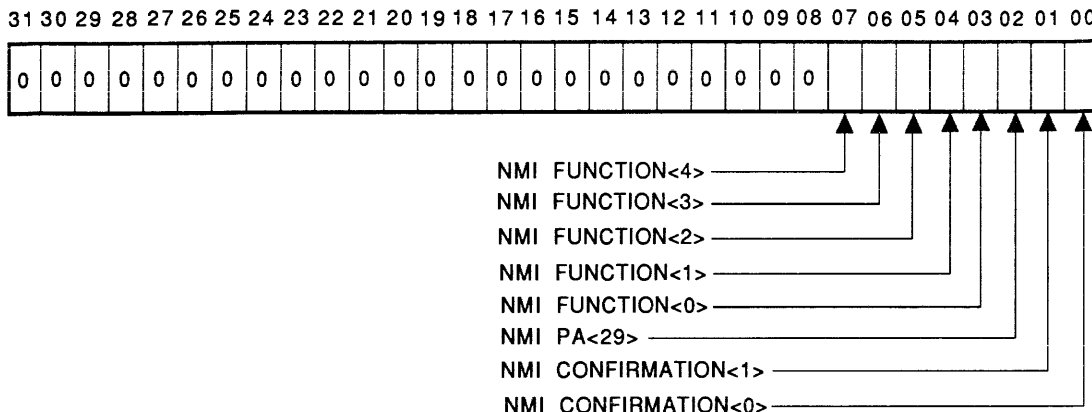 31 30 29 28 27 26 25 24 23 22 21 20 19 18 17 16 15 14 13 12 11 10 09 08 07 06 05 04 03 02 01 00
0 0 0 0 0 0 0 0 0 0 0 0 0 0 0 0 0 0 0 0 0 0 0 0
NMI FUNCTION<4>
NMI FUNCTION<3>
NMI FUNCTION<2>
NMI FUNCTION<1>
NMI FUNCTION<0>
NMI PA<29>
NMI CONFIRMATION<1>
NMI CONFIRMATION<0>